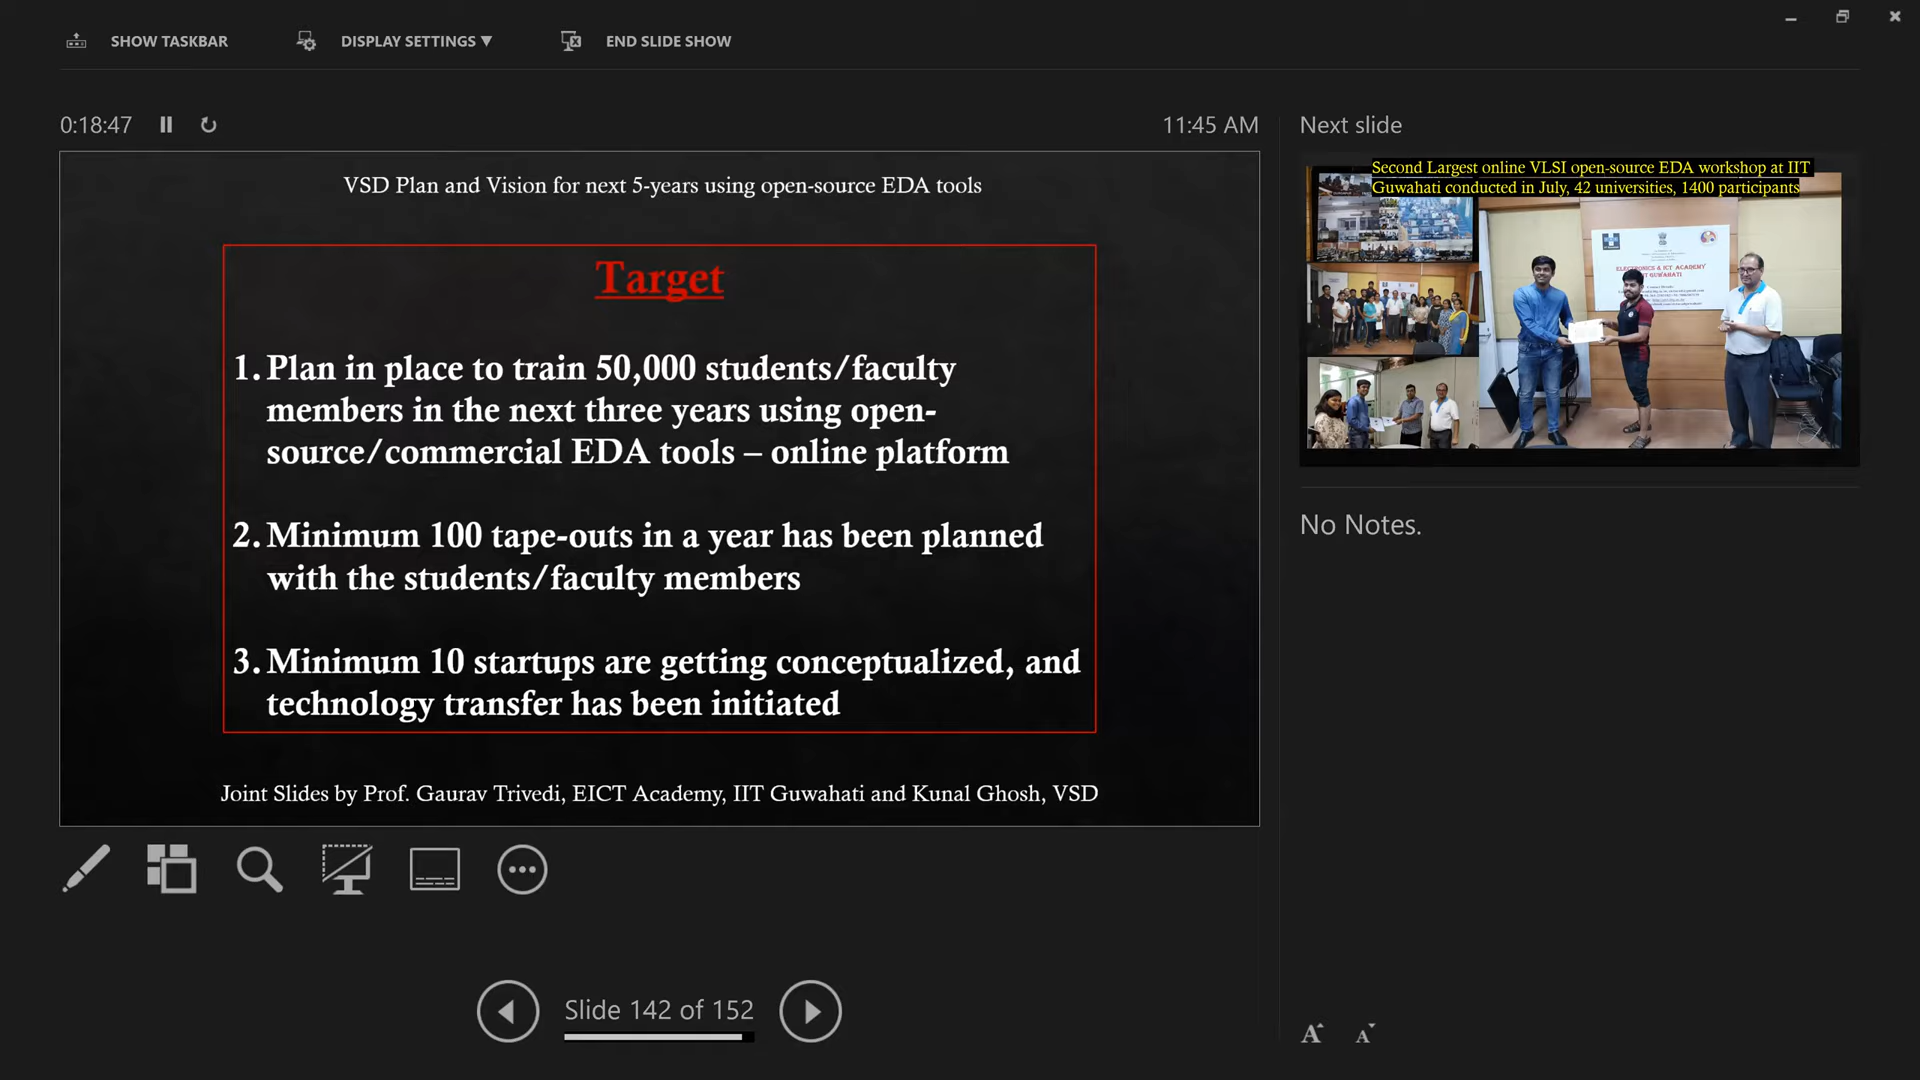 SHOW TASKBAR
DISPLAY SETTINGS ▼
END SLIDE SHOW
0:18:47
11:45 AM
VSD Plan and Vision for next 5-years using open-source EDA tools
Target
1. Plan in place to train 50,000 students/faculty
members in the next three years using open-
source/commercial EDA tools – online platform
2. Minimum 100 tape-outs in a year has been planned
with the students/faculty members
3. Minimum 10 startups are getting conceptualized, and
technology transfer has been initiated
Joint Slides by Prof. Gaurav Trivedi, EICT Academy, IIT Guwahati and Kunal Ghosh, VSD
Slide 142 of 152
Next slide
Second Largest online VLSI open-source EDA workshop at IIT
Guwahati conducted in July, 42 universities, 1400 participants
ELECTRONICS & ICT ACADEMY
GUWAHATI
No Notes.
A A